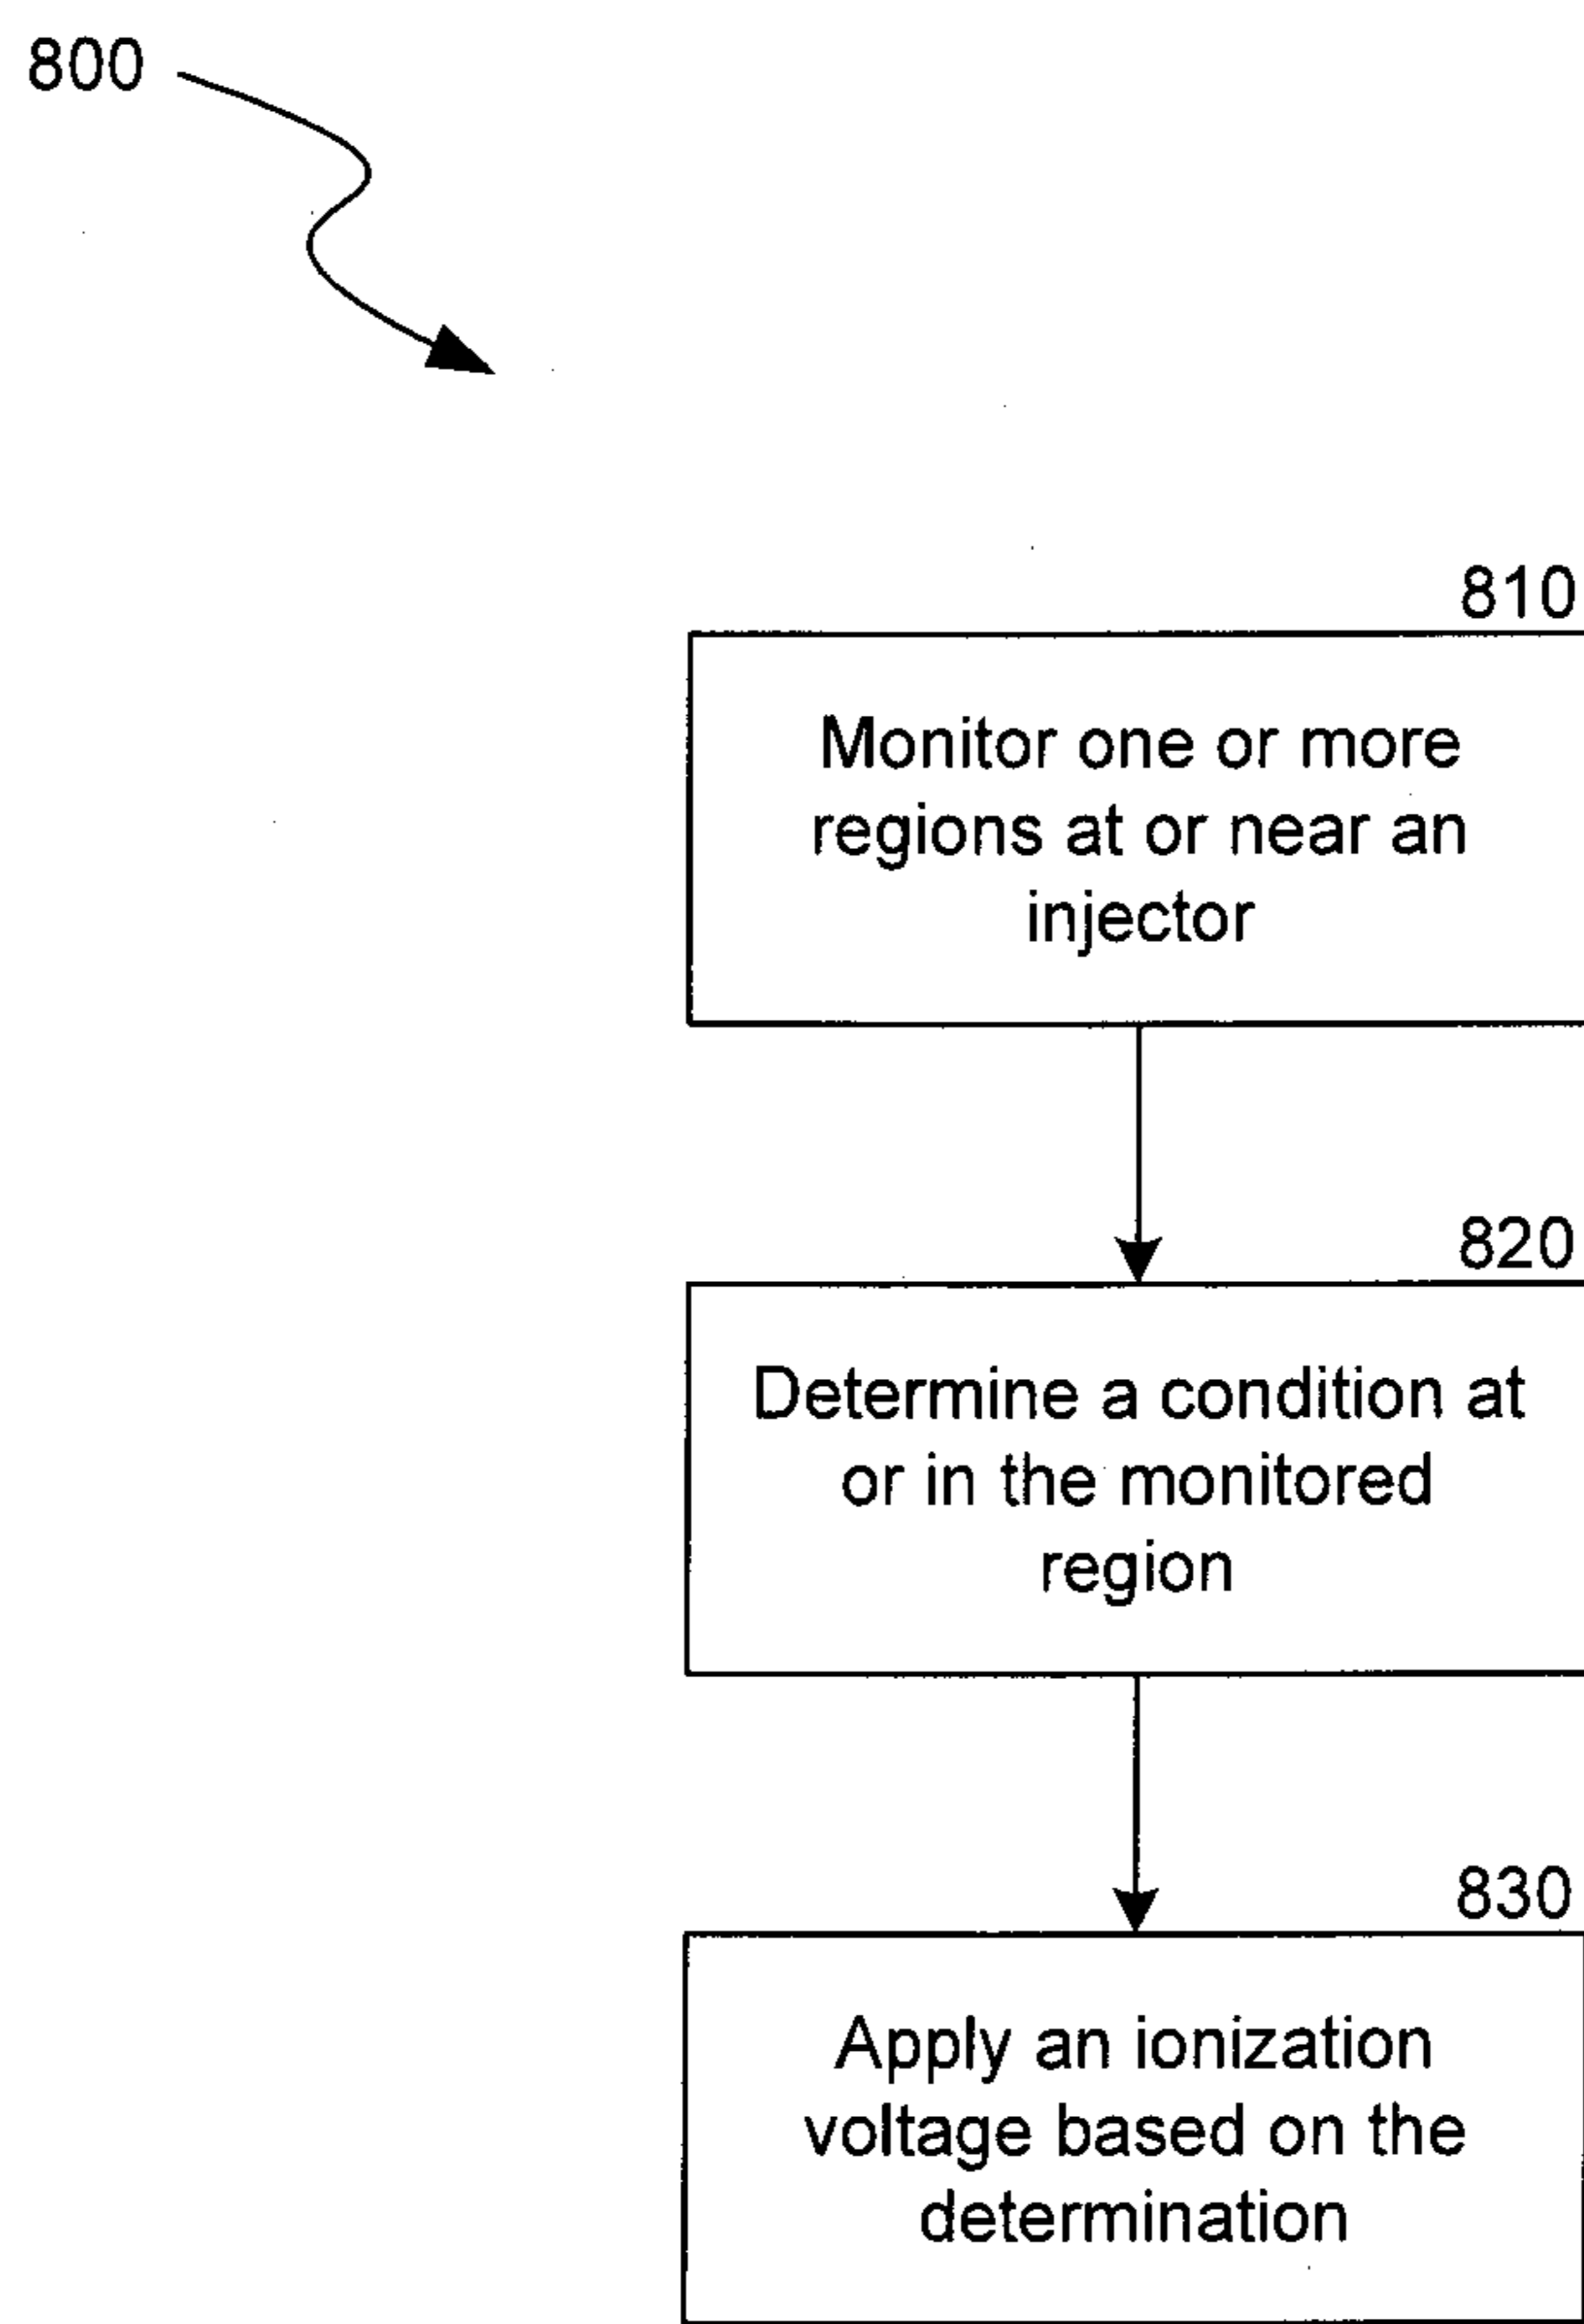 800
810
Monitor one or more
regions at or near an
injector
820
Determine a condition at
or in the monitored
region
830
Apply an ionization
voltage based on the
determination